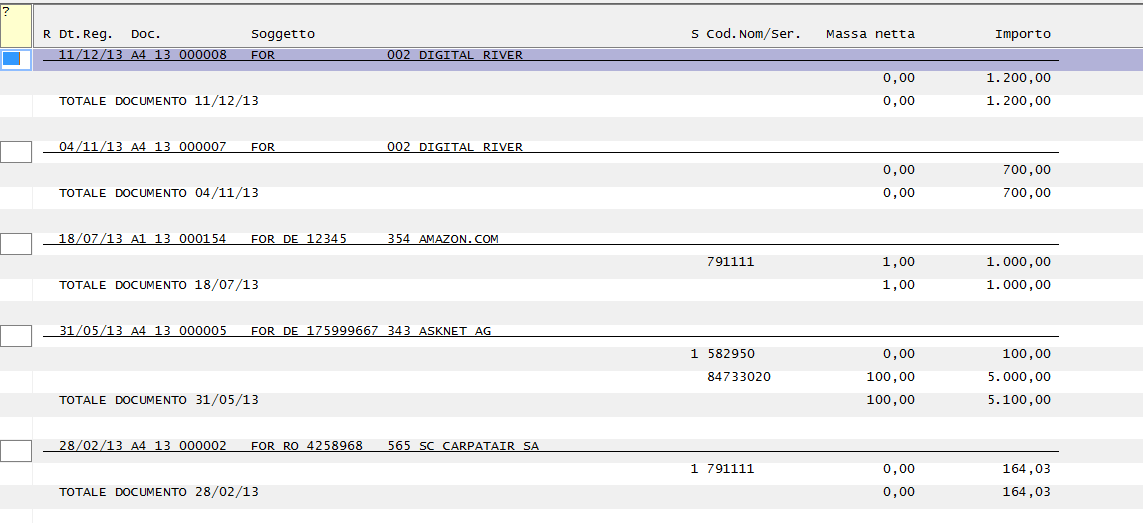 ?
R Dt.Reg. Doc. Soggetto S Cod.Nom/Ser. Massa netta Importo
11/12/13 A4 13 000008 FOR 002 DIGITAL RIVER
0,00 1.200,00
TOTALE DOCUMENTO 11/12/13 0,00 1.200,00
04/11/13 A4 13 000007 FOR 002 DIGITAL RIVER
0,00 700,00
TOTALE DOCUMENTO 04/11/13 0,00 700,00
18/07/13 A1 13 000154 FOR DE 12345 354 AMAZON.COM
791111 1,00 1.000,00
TOTALE DOCUMENTO 18/07/13 1,00 1.000,00
31/05/13 A4 13 000005 FOR DE 175999667 343 ASKNET AG
1 582950 0,00 100,00
84733020 100,00 5.000,00
TOTALE DOCUMENTO 31/05/13 100,00 5.100,00
28/02/13 A4 13 000002 FOR RO 4258968 565 SC CARPATAIR SA
1 791111 0,00 164,03
TOTALE DOCUMENTO 28/02/13 0,00 164,03